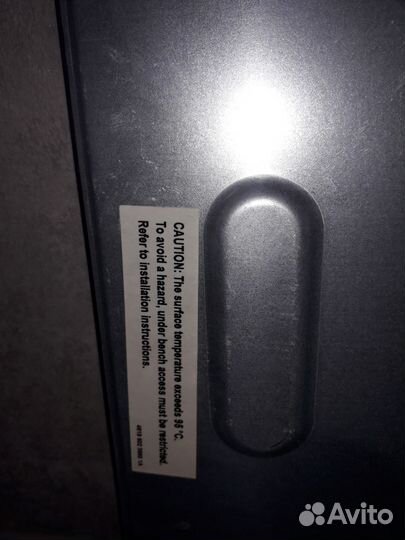 CAUTION: The surface temperature exceeds 95 °C.
To avoid a hazard, under bench access must be restricted.
Refer to installation instructions.
Avito